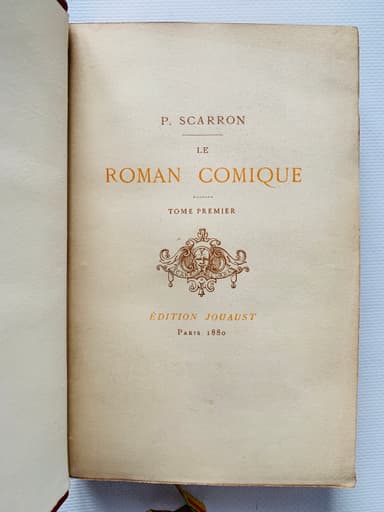 P. SCARRON
LE
ROMAN COMIQUE
TOME PREMIER
ÉDITION JOUAUST
PARIS 1880